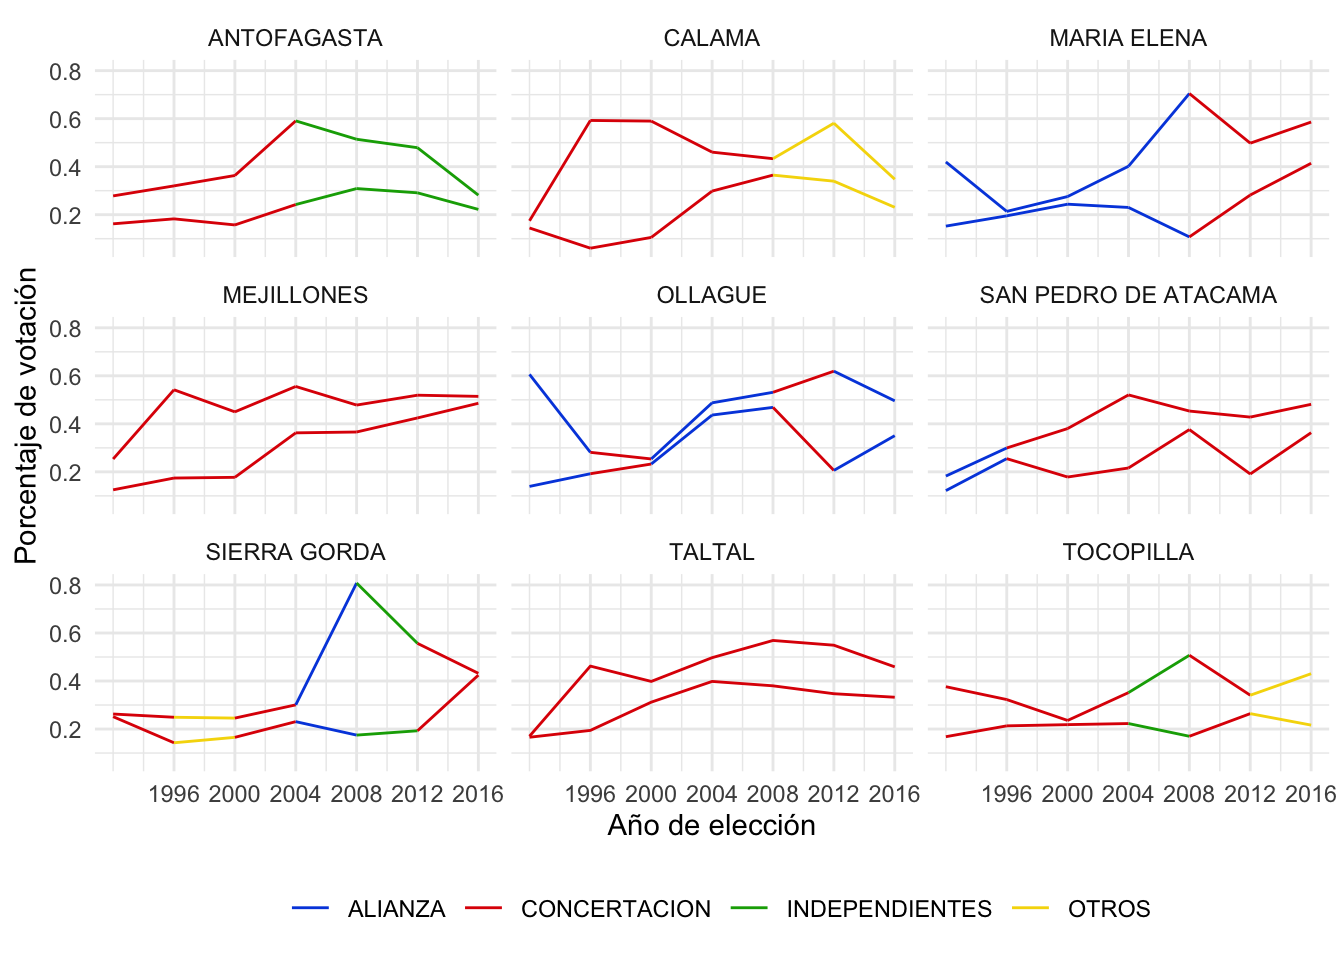 ANTOFAGASTA CALAMA MARIA ELENA
0.8
0.6
0.4
0.2
MEJILLONES OLLAGUE SAN PEDRO DE ATACAMA
0.8
0.6
0.4
0.2
Porcentaje de votación
SIERRA GORDA TALTAL TOCOPILLA
0.8
0.6
0.4
0.2
1996 2000 2004 2008 2012 2016 1996 2000 2004 2008 2012 2016 1996 2000 2004 2008 2012 2016
Año de elección
ALIANZA CONCERTACION INDEPENDIENTES OTROS